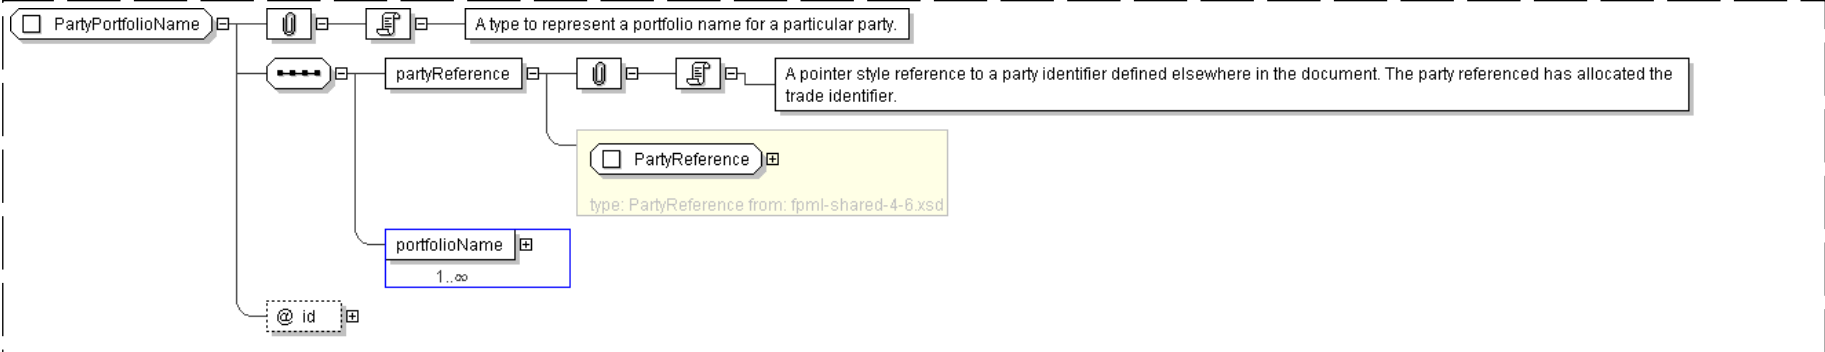 PartyPortfolioName
A type to represent a portfolio name for a particular party.
partyReference
A pointer style reference to a party identifier defined elsewhere in the document. The party referenced has allocated the
trade identifier.
PartyReference
type: PartyReference from: fpml-shared-4-6.xsd
portfolioName
1..∞
@ id